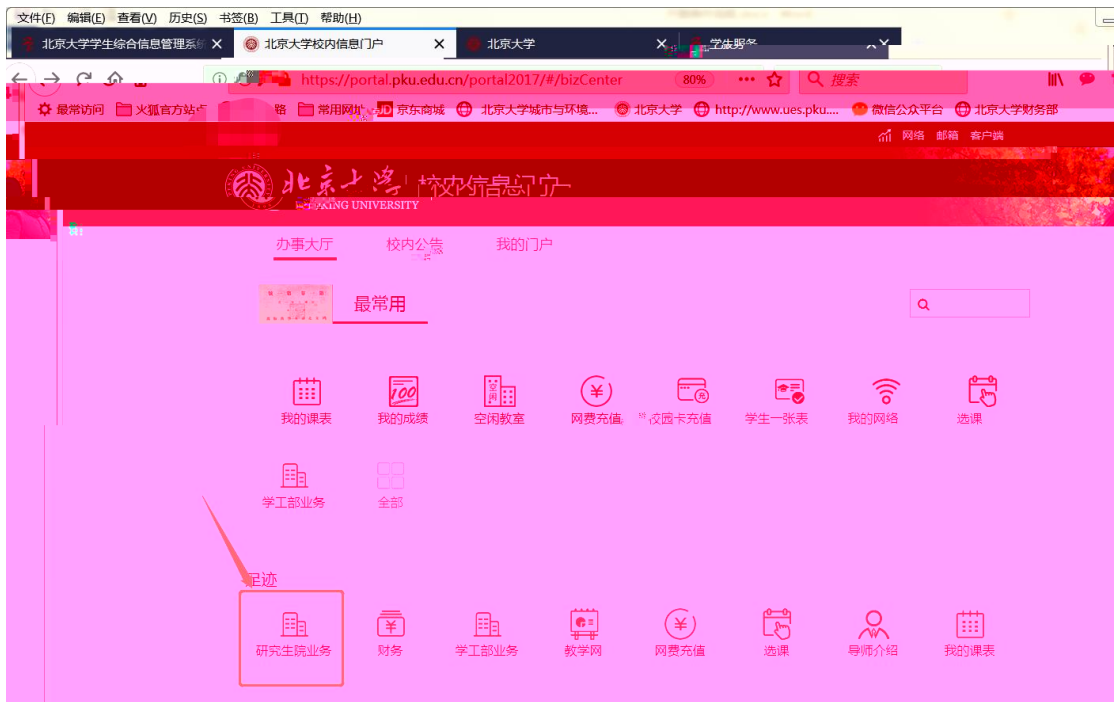 文件(F) 编辑(E) 查看(V) 历史(S) 书签(B) 工具(T) 帮助(H)
北京大学学生综合信息管理系统 × 北京大学校内信息门户 × 北京大学 × 学生服务 ×
https://portal.pku.edu.cn/portal2017/#/bizCenter 80% ••• 搜索
最常访问 火狐官方站点 路 常用网址 JD 京东商城 北京大学城市与环境... 北京大学 http://www.ues.pku.... 微信公众平台 北京大学财务部
网络 邮箱 客户端
北京大学 校内信息门户
PEKING UNIVERSITY
办事大厅 校内公告 我的门户
最常用
我的课表 我的成绩 空闲教室 网费充值 校园卡充值 学生一张表 我的网络 选课
学工部业务 全部
足迹
研究生院业务 财务 学工部业务 教学网 网费充值 选课 导师介绍 我的课表